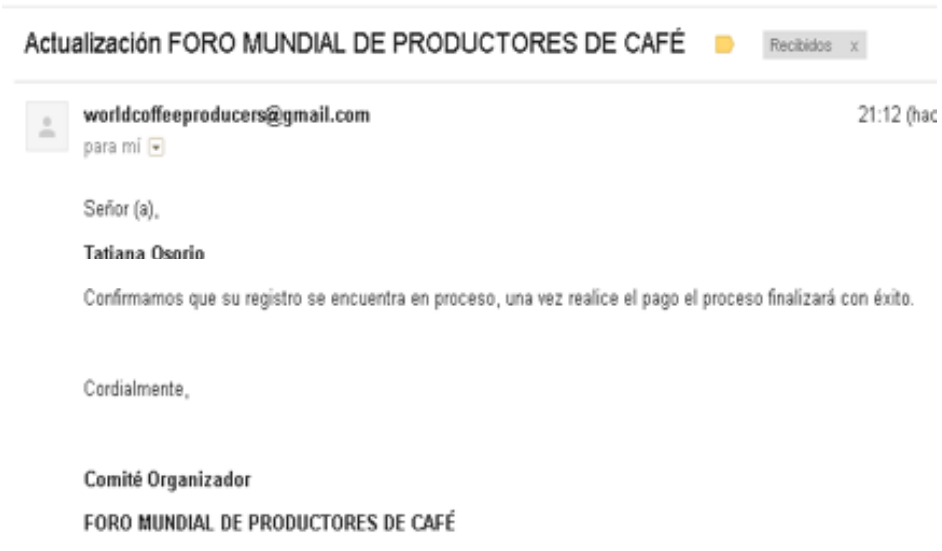 Actualización FORO MUNDIAL DE PRODUCTORES DE CAFÉ Recibidos x
worldcoffeeproducers@gmail.com 21:12 (hac
para mí
Señor (a),
Tatiana Osorio
Confirmamos que su registro se encuentra en proceso, una vez realice el pago el proceso finalizará con éxito.
Cordialmente,
Comité Organizador
FORO MUNDIAL DE PRODUCTORES DE CAFÉ